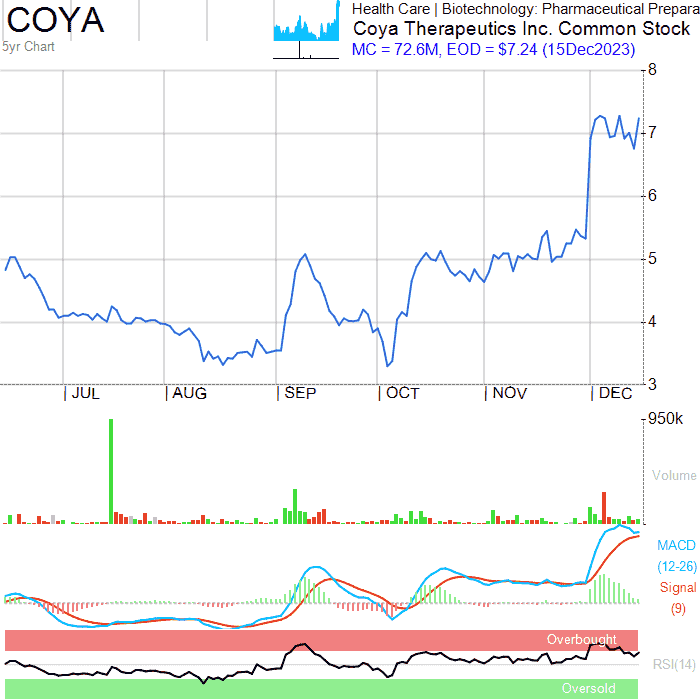 COYA
5yr Chart
Health Care | Biotechnology: Pharmaceutical Prepara
Coya Therapeutics Inc. Common Stock
MC = 72.6M, EOD = $7.24 (15Dec2023)
8
7
6
5
4
3
JUL AUG SEP OCT NOV DEC
950k
Volume
MACD
(12-26)
Signal
(9)
Overbought
RSI(14)
Oversold